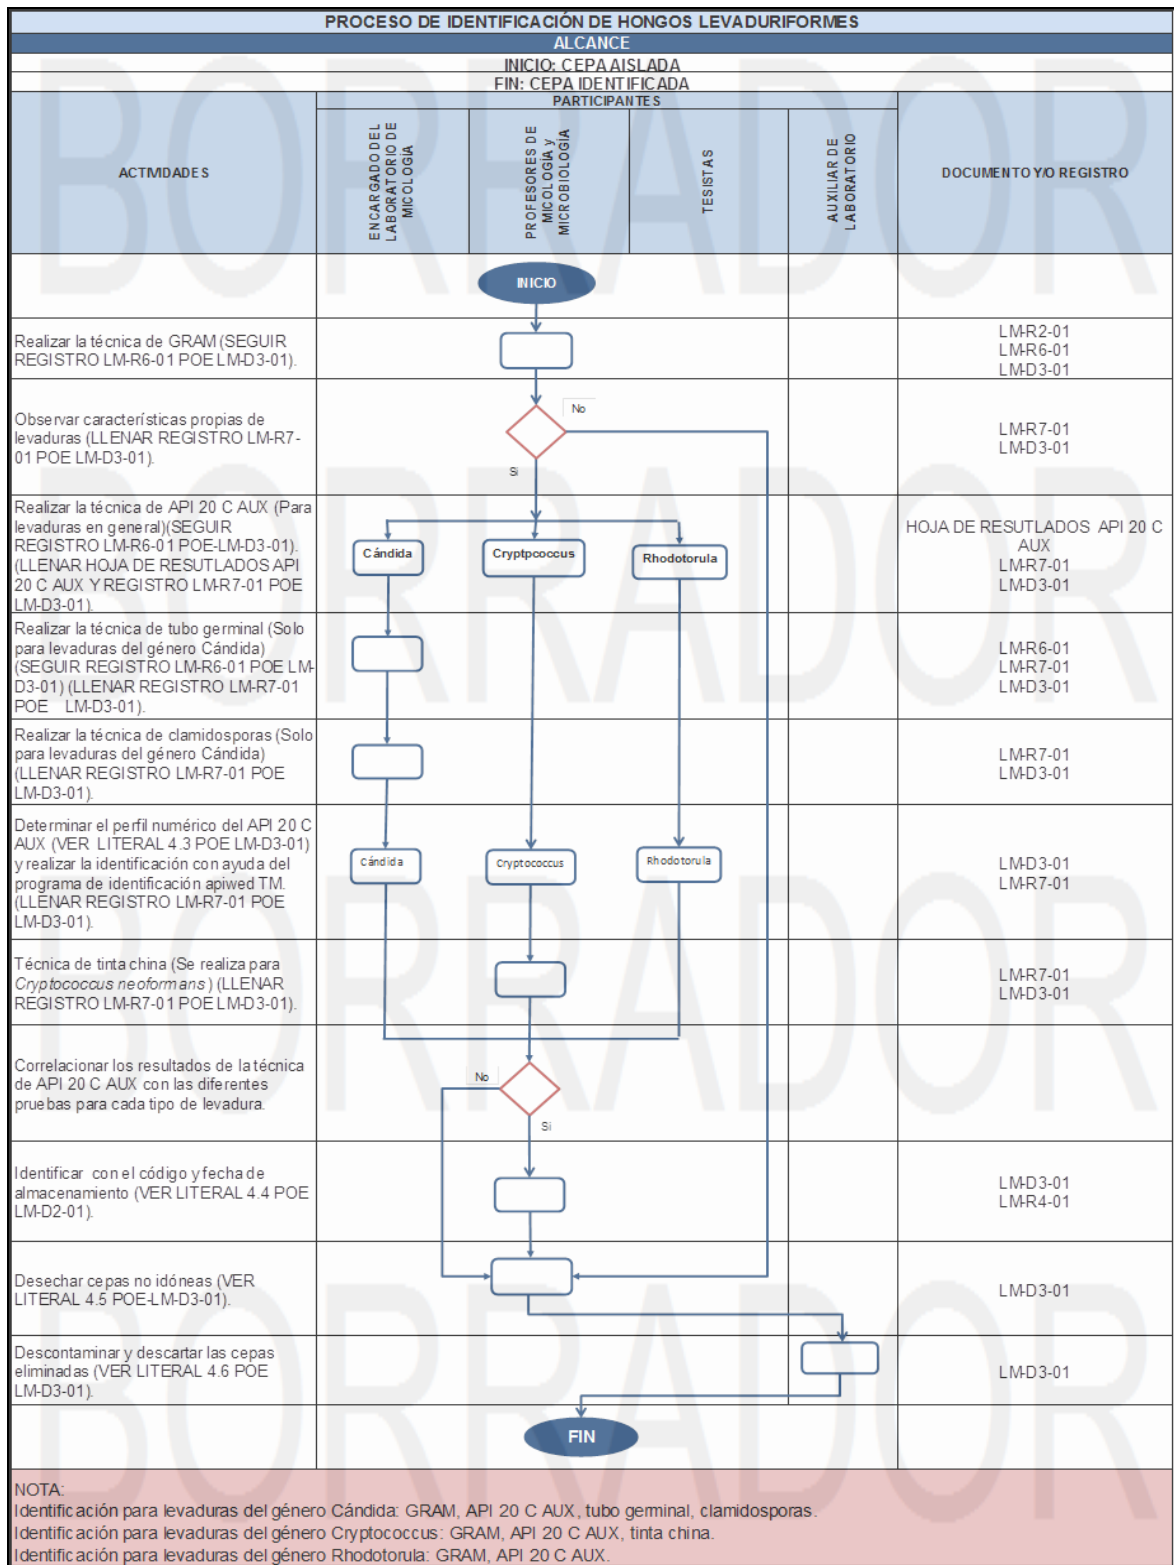 PROCESO DE IDENTIFICACIÓN DE HONGOS LEVADURIFORMES
ALCANCE
INICIO: CEPA AISLADA
FIN: CEPA IDENTIFICADA
ACTIVIDADES
PARTICIPANTES
ENCARGADO DEL
LABORATORIO DE
MICOLOGÍA
PROFESORES DE
MICOLOGÍA y
MICROBIOLOGÍA
TESISTAS
AUXILIAR DE
LABORATORIO
DOCUMENTO Y/O REGISTRO
INICIO
Realizar la técnica de GRAM (SEGUIR
REGISTRO LM-R6-01 POE LM-D3-01).
LM-R2-01
LM-R6-01
LM-D3-01
Observar características propias de
levaduras (LLENAR REGISTRO LM-R7-
01 POE LM-D3-01).
No
Si
LM-R7-01
LM-D3-01
Realizar la técnica de API 20 C AUX (Para
levaduras en general)(SEGUIR
REGISTRO LM-R6-01 POE-LM-D3-01).
(LLENAR HOJA DE RESUTLADOS API
20 C AUX Y REGISTRO LM-R7-01 POE
LM-D3-01).
Cándida
Cryptpcoccus
Rhodotorula
HOJA DE RESUTLADOS API 20 C
AUX
LM-R7-01
LM-D3-01
Realizar la técnica de tubo germinal (Solo
para levaduras del género Cándida)
(SEGUIR REGISTRO LM-R6-01 POE LM-
D3-01) (LLENAR REGISTRO LM-R7-01
POE LM-D3-01).
LM-R6-01
LM-R7-01
LM-D3-01
Realizar la técnica de clamidosporas (Solo
para levaduras del género Cándida)
(LLENAR REGISTRO LM-R7-01 POE
LM-D3-01).
LM-R7-01
LM-D3-01
Determinar el perfil numérico del API 20 C
AUX (VER LITERAL 4.3 POE LM-D3-01)
y realizar la identificación con ayuda del
programa de identificación apiwed TM.
(LLENAR REGISTRO LM-R7-01 POE
LM-D3-01).
Cándida
Cryptococcus
Rhodotorula
LM-D3-01
LM-R7-01
Técnica de tinta china (Se realiza para
Cryptococcus neoformans) (LLENAR
REGISTRO LM-R7-01 POE LM-D3-01).
LM-R7-01
LM-D3-01
Correlacionar los resultados de la técnica
de API 20 C AUX con las diferentes
pruebas para cada tipo de levadura.
No
Si
Identificar con el código y fecha de
almacenamiento (VER LITERAL 4.4 POE
LM-D2-01).
LM-D3-01
LM-R4-01
Desechar cepas no idóneas (VER
LITERAL 4.5 POE-LM-D3-01).
LM-D3-01
Descontaminar y descartar las cepas
eliminadas (VER LITERAL 4.6 POE
LM-D3-01).
LM-D3-01
FIN
NOTA:
Identificación para levaduras del género Cándida: GRAM, API 20 C AUX, tubo germinal, clamidosporas.
Identificación para levaduras del género Cryptococcus: GRAM, API 20 C AUX, tinta china.
Identificación para levaduras del género Rhodotorula: GRAM, API 20 C AUX.
BORRADOR
BORRADOR
BORRADOR
BORRADOR